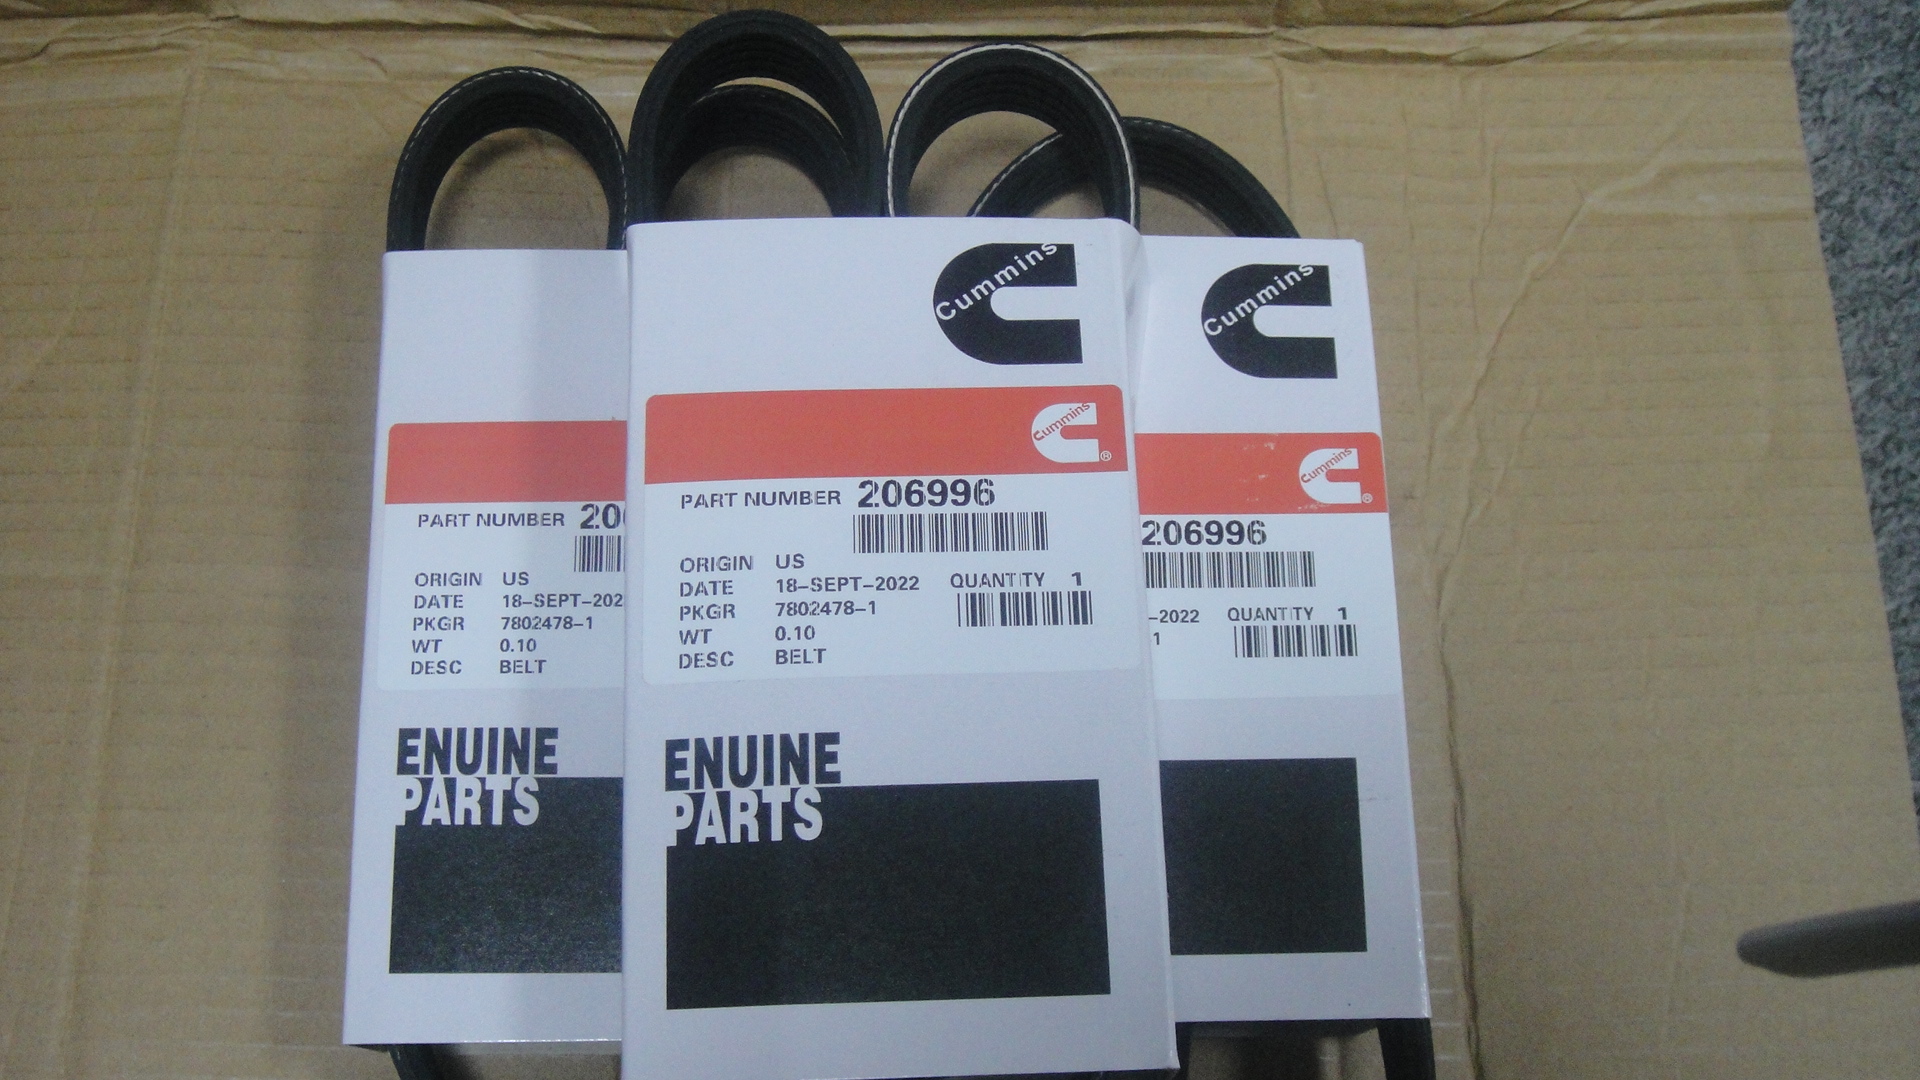 Cummins
Cummins
PART NUMBER 206996
ORIGIN US
DATE 18-SEPT-2022
QUANTITY 1
PKGR 7802478-1
WT 0.10
DESC BELT
ENUINE
PARTS
PART NUMBER 20
ORIGIN US
DATE 18-SEPT-202
PKGR 7802478-1
WT 0.10
DESC BELT
ENUINE
PARTS
Cummins
Cummins
206996
-2022 QUANTITY 1
1